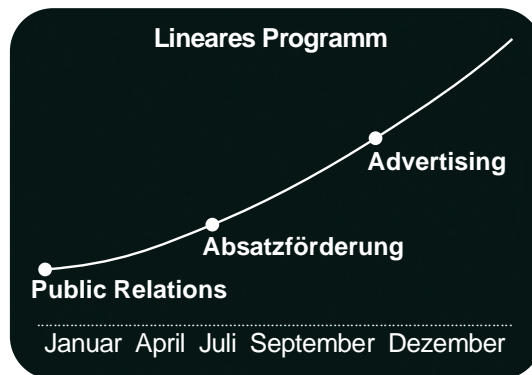 Lineares Programm
Advertising
Absatzförderung
Public Relations
Januar April Juli September Dezember